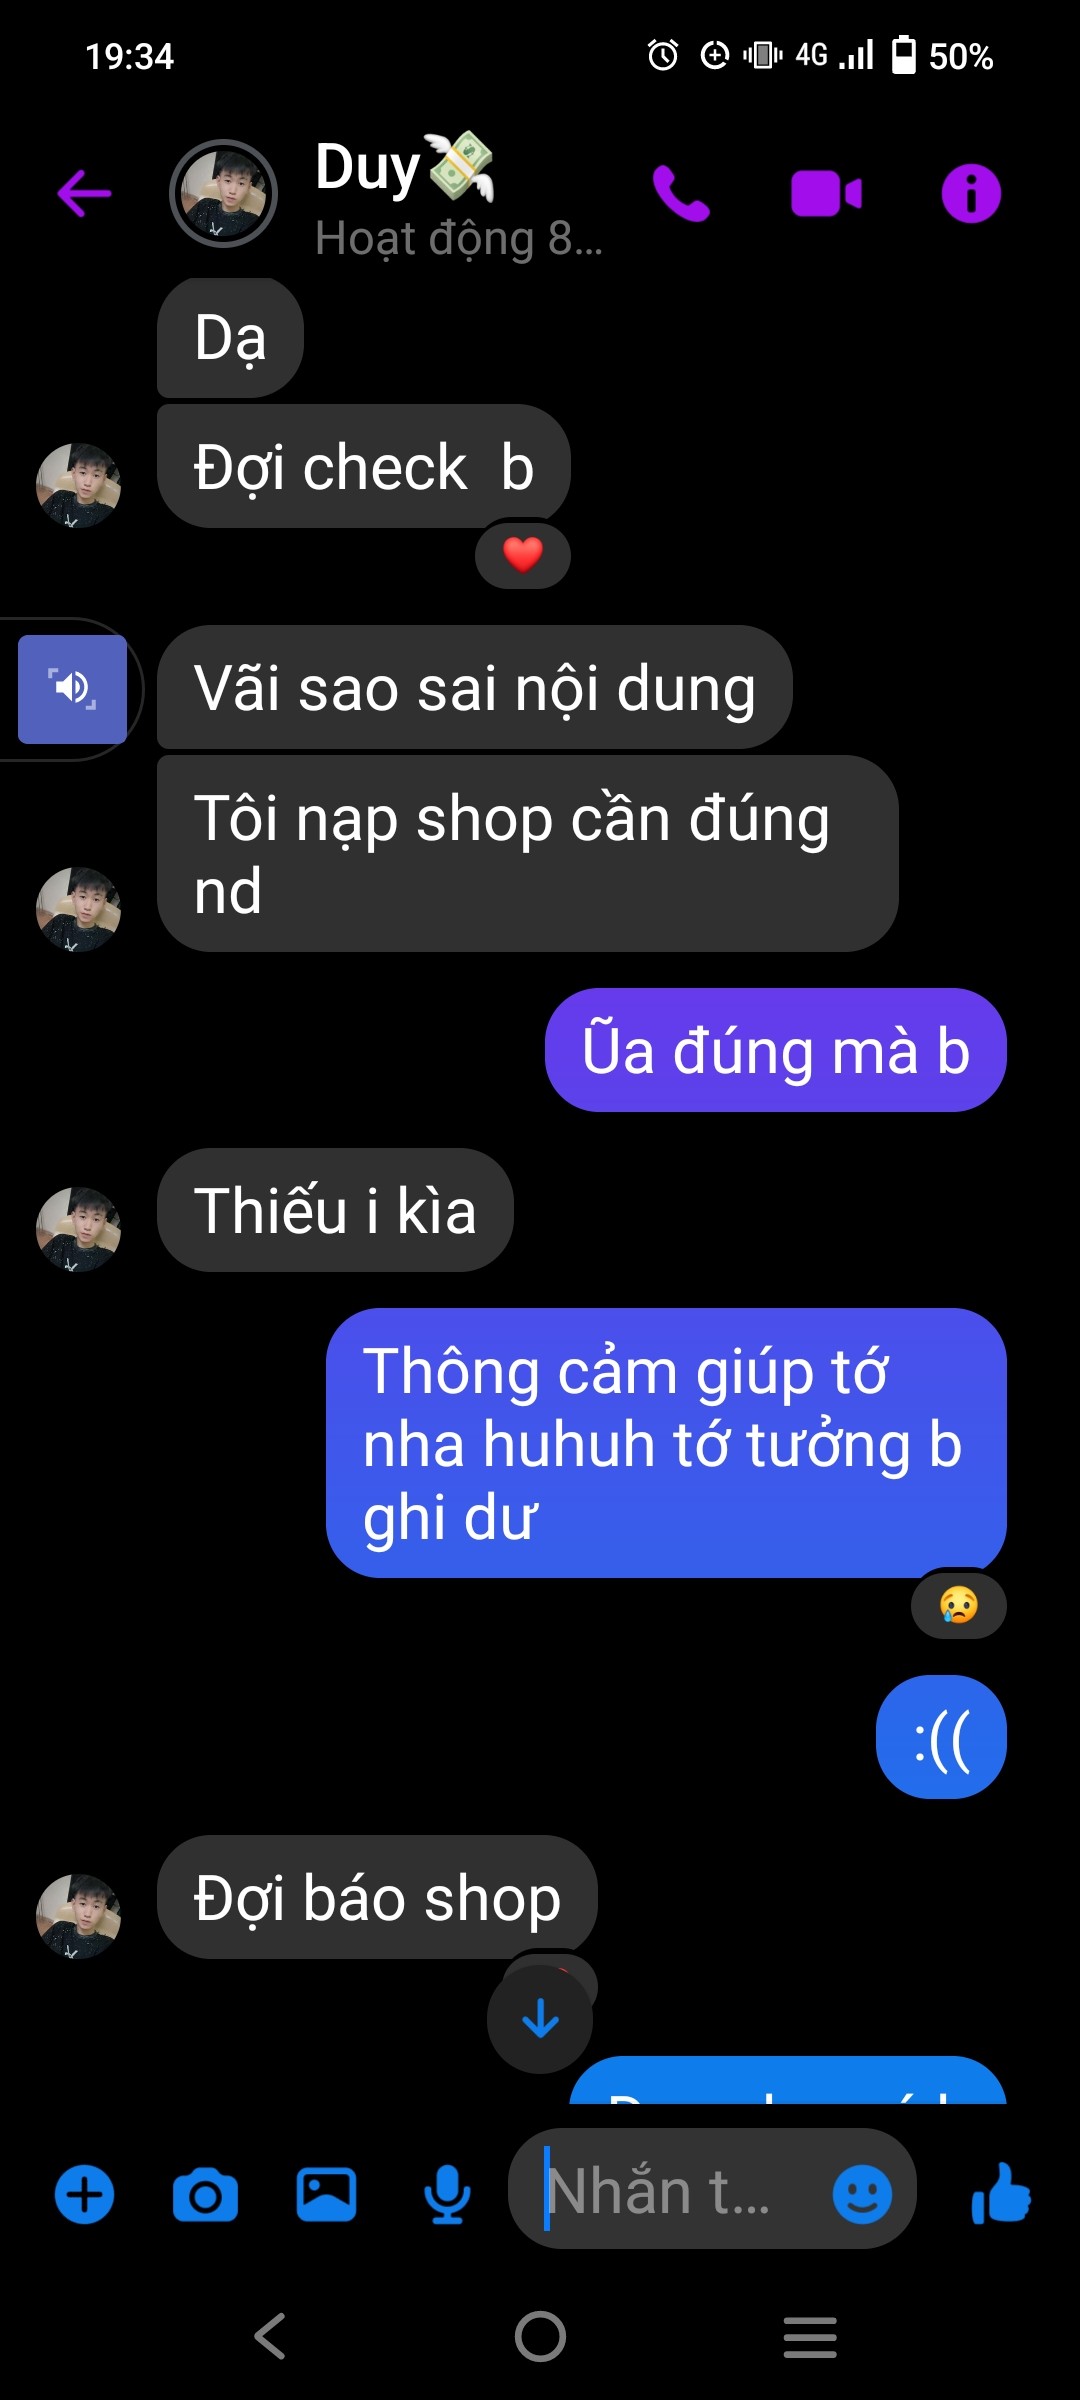 19:34
4G
50%
Duy
Hoạt động 8...
Dạ
Đợi check b
Vãi sao sai nội dung
Tôi nạp shop cần đúng
nd
Ũa đúng mà b
Thiếu i kìa
Thông cảm giúp tớ
nha huhuh tớ tưởng b
ghi dư
:((
Đợi báo shop
Nhắn t...